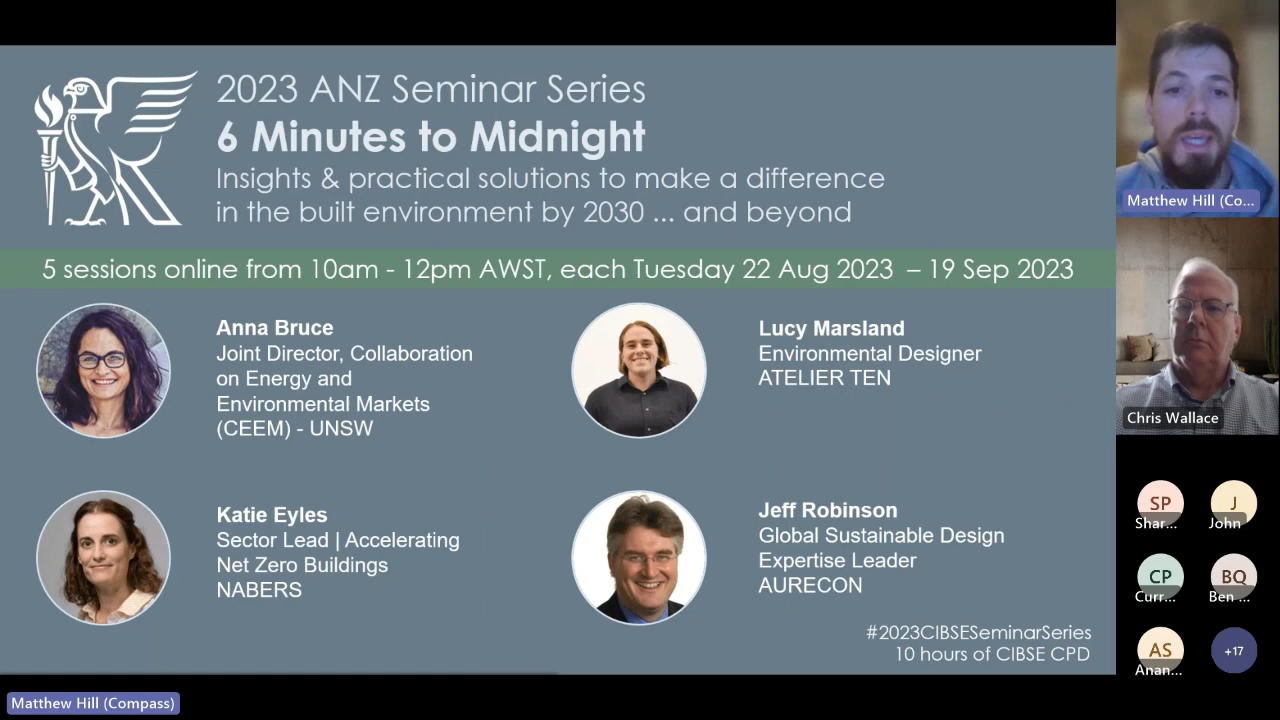 2023 ANZ Seminar Series
6 Minutes to Midnight
Insights & practical solutions to make a difference
in the built environment by 2030 ... and beyond
5 sessions online from 10am - 12pm AWST, each Tuesday 22 Aug 2023 – 19 Sep 2023
Anna Bruce
Joint Director, Collaboration
on Energy and
Environmental Markets
(CEEM) - UNSW
Lucy Marsland
Environmental Designer
ATELIER TEN
Katie Eyles
Sector Lead | Accelerating
Net Zero Buildings
NABERS
Jeff Robinson
Global Sustainable Design
Expertise Leader
AURECON
#2023CIBSESeminarSeries
10 hours of CIBSE CPD
Matthew Hill (Co...
Chris Wallace
SP
Shar...
J
John
CP
Curr...
BQ
Ben ...
AS
Anan...
+17
Matthew Hill (Compass)